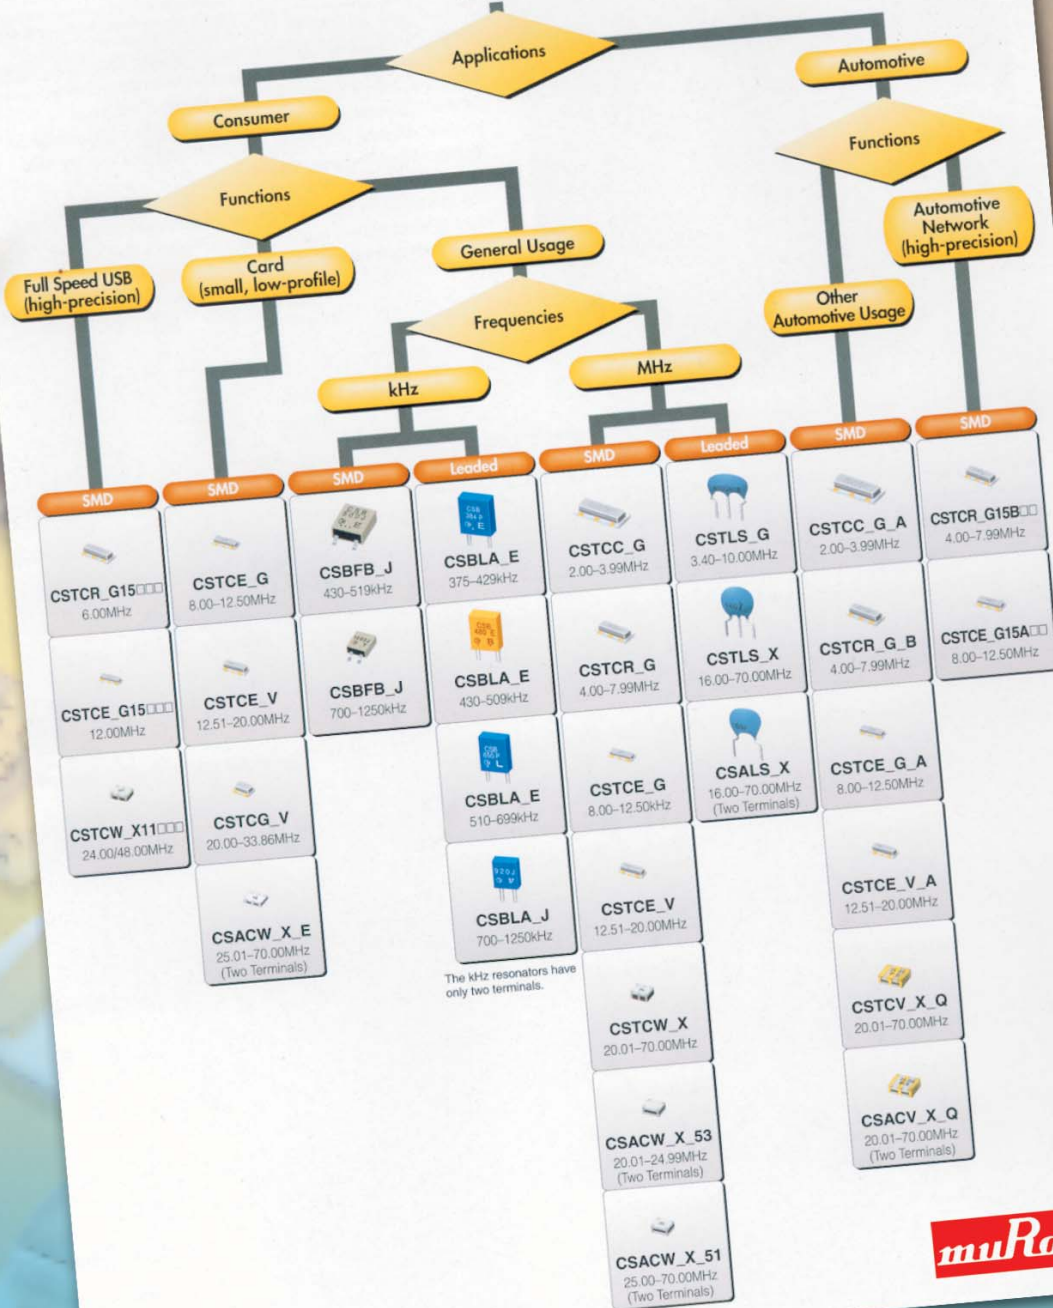 Applications
Automotive
Consumer
Functions
Functions
Automotive
Network
(high-precision)
General Usage
Card
(small, low-profile)
Full Speed USB
(high-precision)
Other
Automotive Usage
Frequencies
MHz
kHz
SMD
CSTCR_G15□□□
6.00MHz
CSTCE_G15□□□
12.00MHz
CSTCW_X11□□□
24.00/48.00MHz
SMD
CSTCE_G
8.00–12.50MHz
CSTCE_V
12.51–20.00MHz
CSTCG_V
20.00–33.86MHz
CSACW_X_E
25.01–70.00MHz
(Two Terminals)
SMD
CSBFB_J
430–519kHz
CSBFB_J
700–1250kHz
Leaded
CSBLA_E
375–429kHz
CSBLA_E
430–509kHz
CSBLA_E
510–699kHz
CSBLA_J
700–1250kHz
The kHz resonators have
only two terminals.
SMD
CSTCC_G
2.00–3.99MHz
CSTCR_G
4.00–7.99MHz
CSTCE_G
8.00–12.50kHz
CSTCE_V
12.51–20.00MHz
CSTCW_X
20.01–70.00MHz
CSACW_X_53
20.01–24.99MHz
(Two Terminals)
CSACW_X_51
25.00–70.00MHz
(Two Terminals)
Leaded
CSTLS_G
3.40–10.00MHz
CSTLS_X
16.00–70.00MHz
CSALS_X
16.00–70.00MHz
(Two Terminals)
SMD
CSTCC_G_A
2.00–3.99MHz
CSTCR_G_B
4.00–7.99MHz
CSTCE_G_A
8.00–12.50MHz
CSTCE_V_A
12.51–20.00MHz
CSTCV_X_Q
20.01–70.00MHz
CSACV_X_Q
20.01–70.00MHz
(Two Terminals)
SMD
CSTCR_G15B□□
4.00–7.99MHz
CSTCE_G15A□□
8.00–12.50MHz